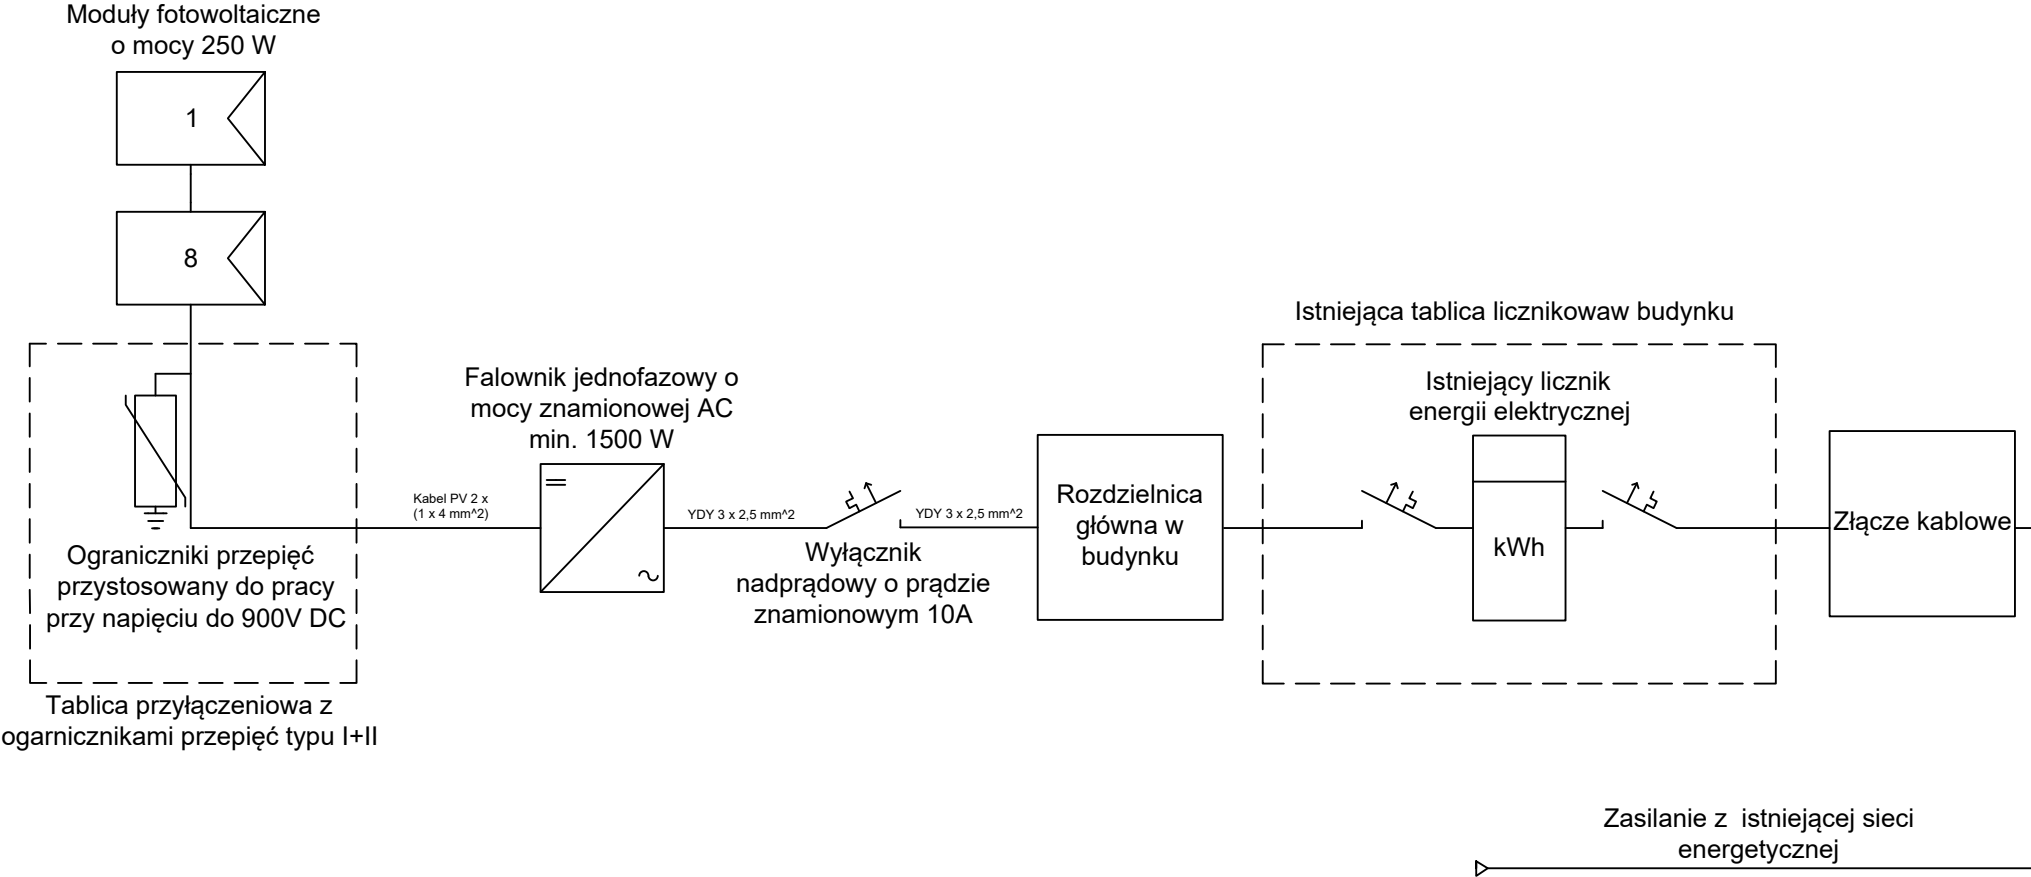 Moduły fotowoltaiczne
o mocy 250 W
1
8
Ograniczniki przepięć
przystosowany do pracy
przy napięciu do 900V DC
Tablica przyłączeniowa z
ogarnicznikami przepięć typu I+II
Kabel PV 2 x
(1 x 4 mm^2)
Falownik jednofazowy o
mocy znamionowej AC
min. 1500 W
YDY 3 x 2,5 mm^2
Wyłącznik
nadprądowy o prądzie
znamionowym 10A
YDY 3 x 2,5 mm^2
Rozdzielnica
główna w
budynku
Istniejąca tablica licznikowaw budynku
Istniejący licznik
energii elektrycznej
kWh
Złącze kablowe
Zasilanie z  istniejącej sieci
energetycznej